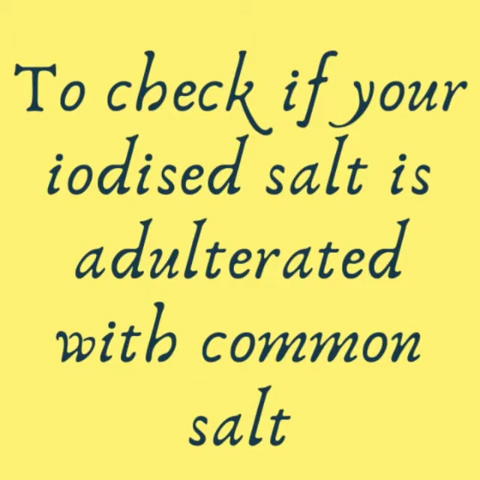 To check if your
iodised salt is
adulterated
with common
salt